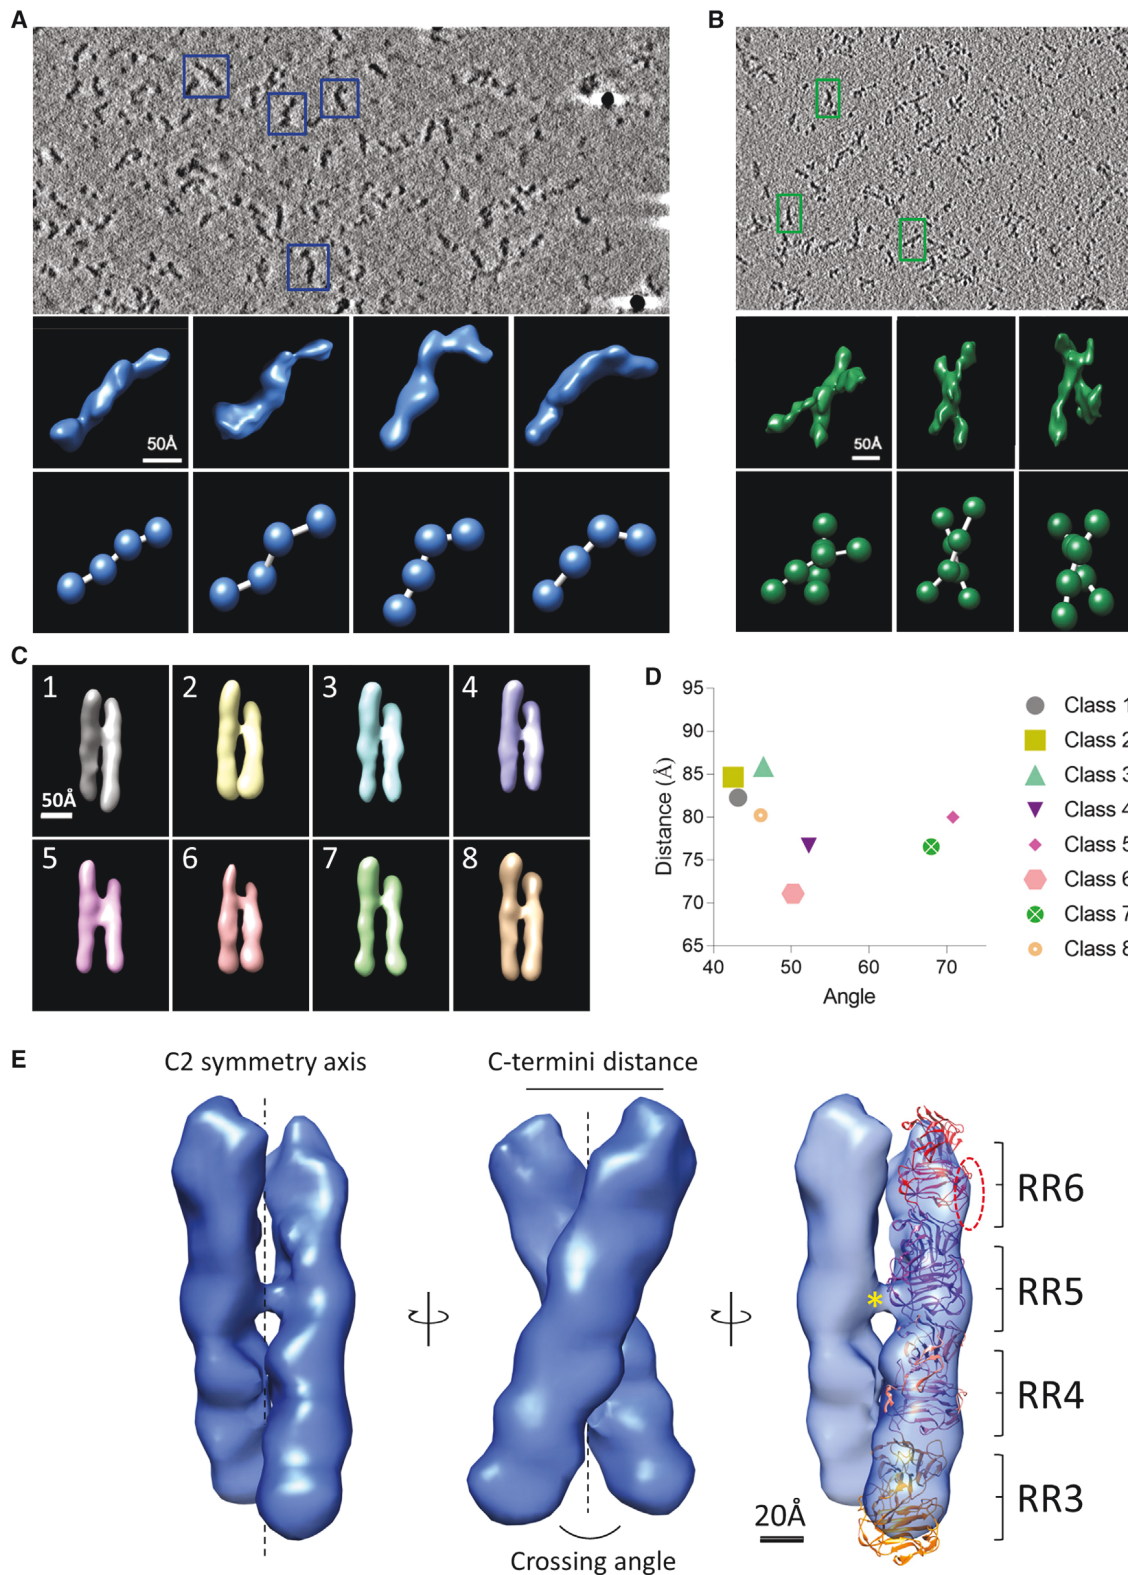 A
B
50Å
50Å
C
1
2
3
4
50Å
5
6
7
8
D
95
90
85
80
75
70
65
Distance (Å)
40
50
60
70
Angle
Class 1
Class 2
Class 3
Class 4
Class 5
Class 6
Class 7
Class 8
E
C2 symmetry axis
C-termini distance
*
RR6
RR5
RR4
RR3
20Å
Crossing angle